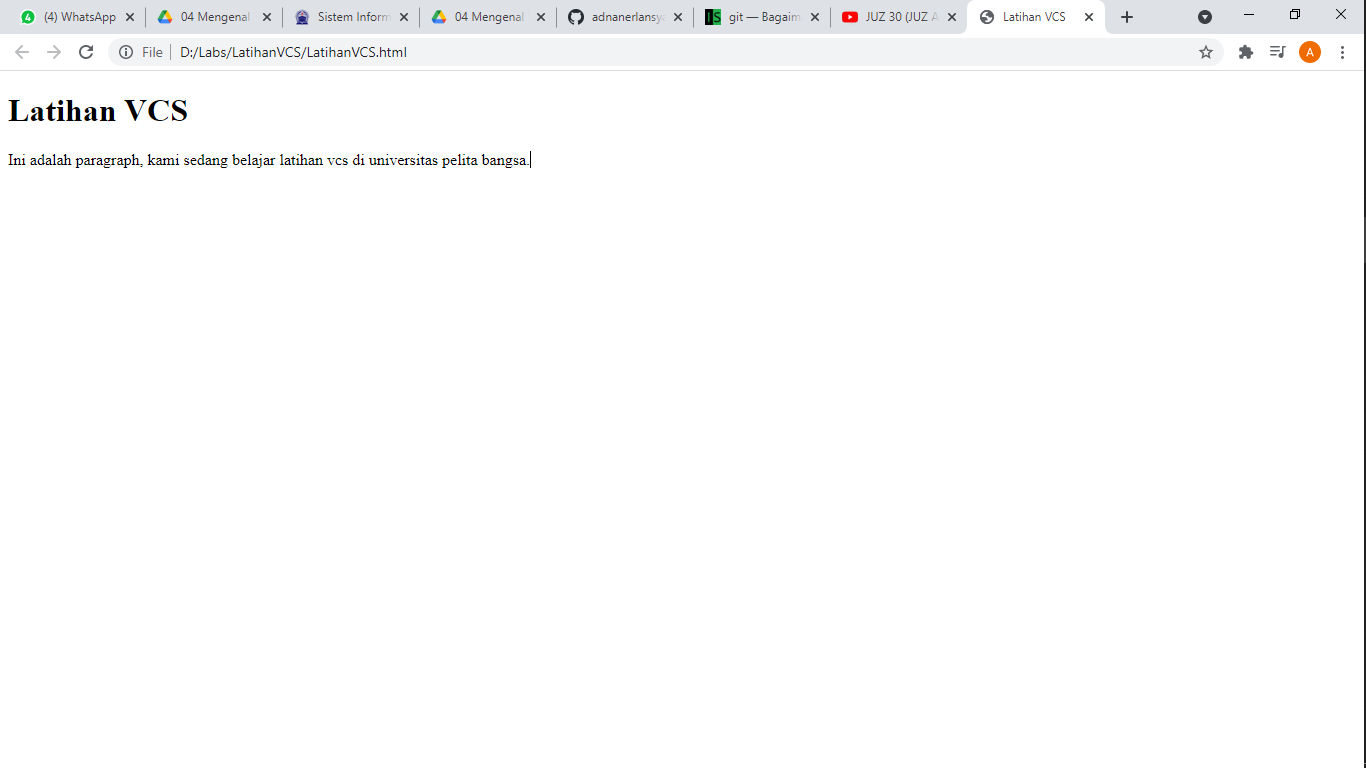 (4) WhatsApp
04 Mengenal
Sistem Inform
04 Mengenal
adnanerlansy
git — Bagaim
JUZ 30 (JUZ A
Latihan VCS
File
D:/Labs/LatihanVCS/LatihanVCS.html
A
Latihan VCS
Ini adalah paragraph, kami sedang belajar latihan vcs di universitas pelita bangsa.